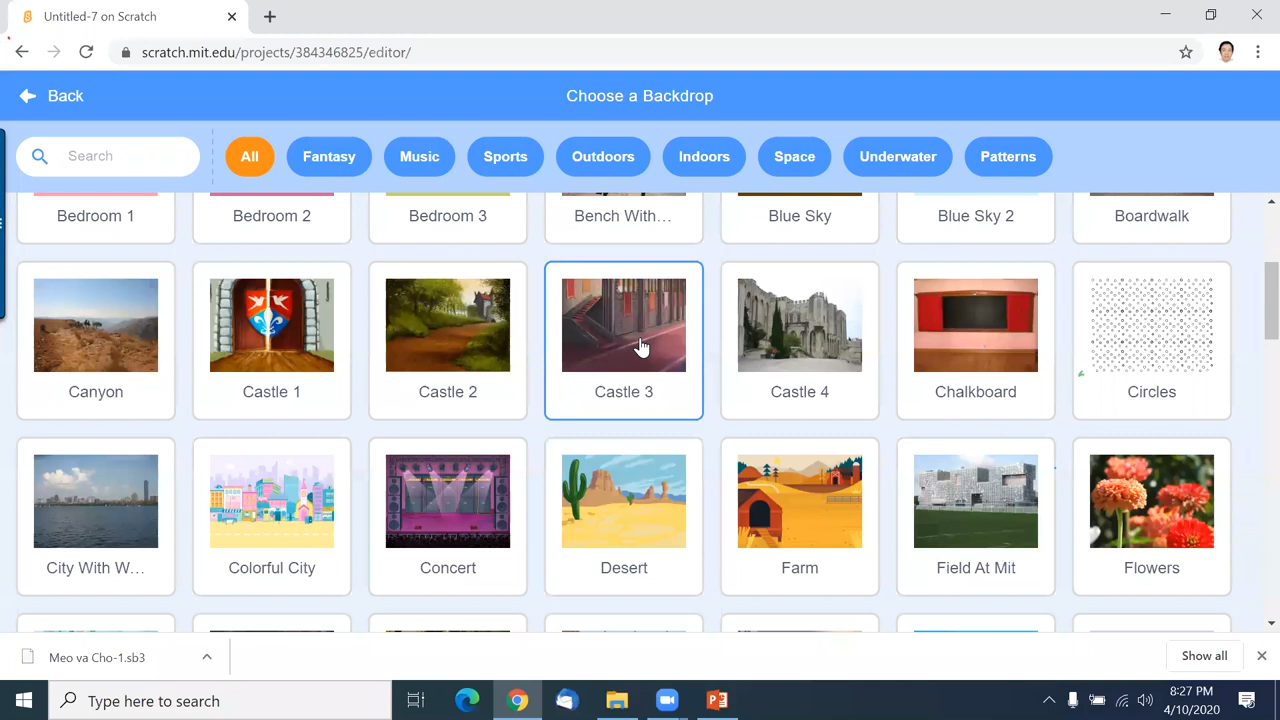 Untitled-7 on Scratch
scratch.mit.edu/projects/384346825/editor/
Back
Choose a Backdrop
Search
All
Fantasy
Music
Sports
Outdoors
Indoors
Space
Underwater
Patterns
Bedroom 1
Bedroom 2
Bedroom 3
Bench With...
Blue Sky
Blue Sky 2
Boardwalk
Canyon
Castle 1
Castle 2
Castle 3
Castle 4
Chalkboard
Circles
City With W...
Colorful City
Concert
Desert
Farm
Field At Mit
Flowers
Meo va Cho-1.sb3
Show all
Type here to search
8:27 PM
4/10/2020